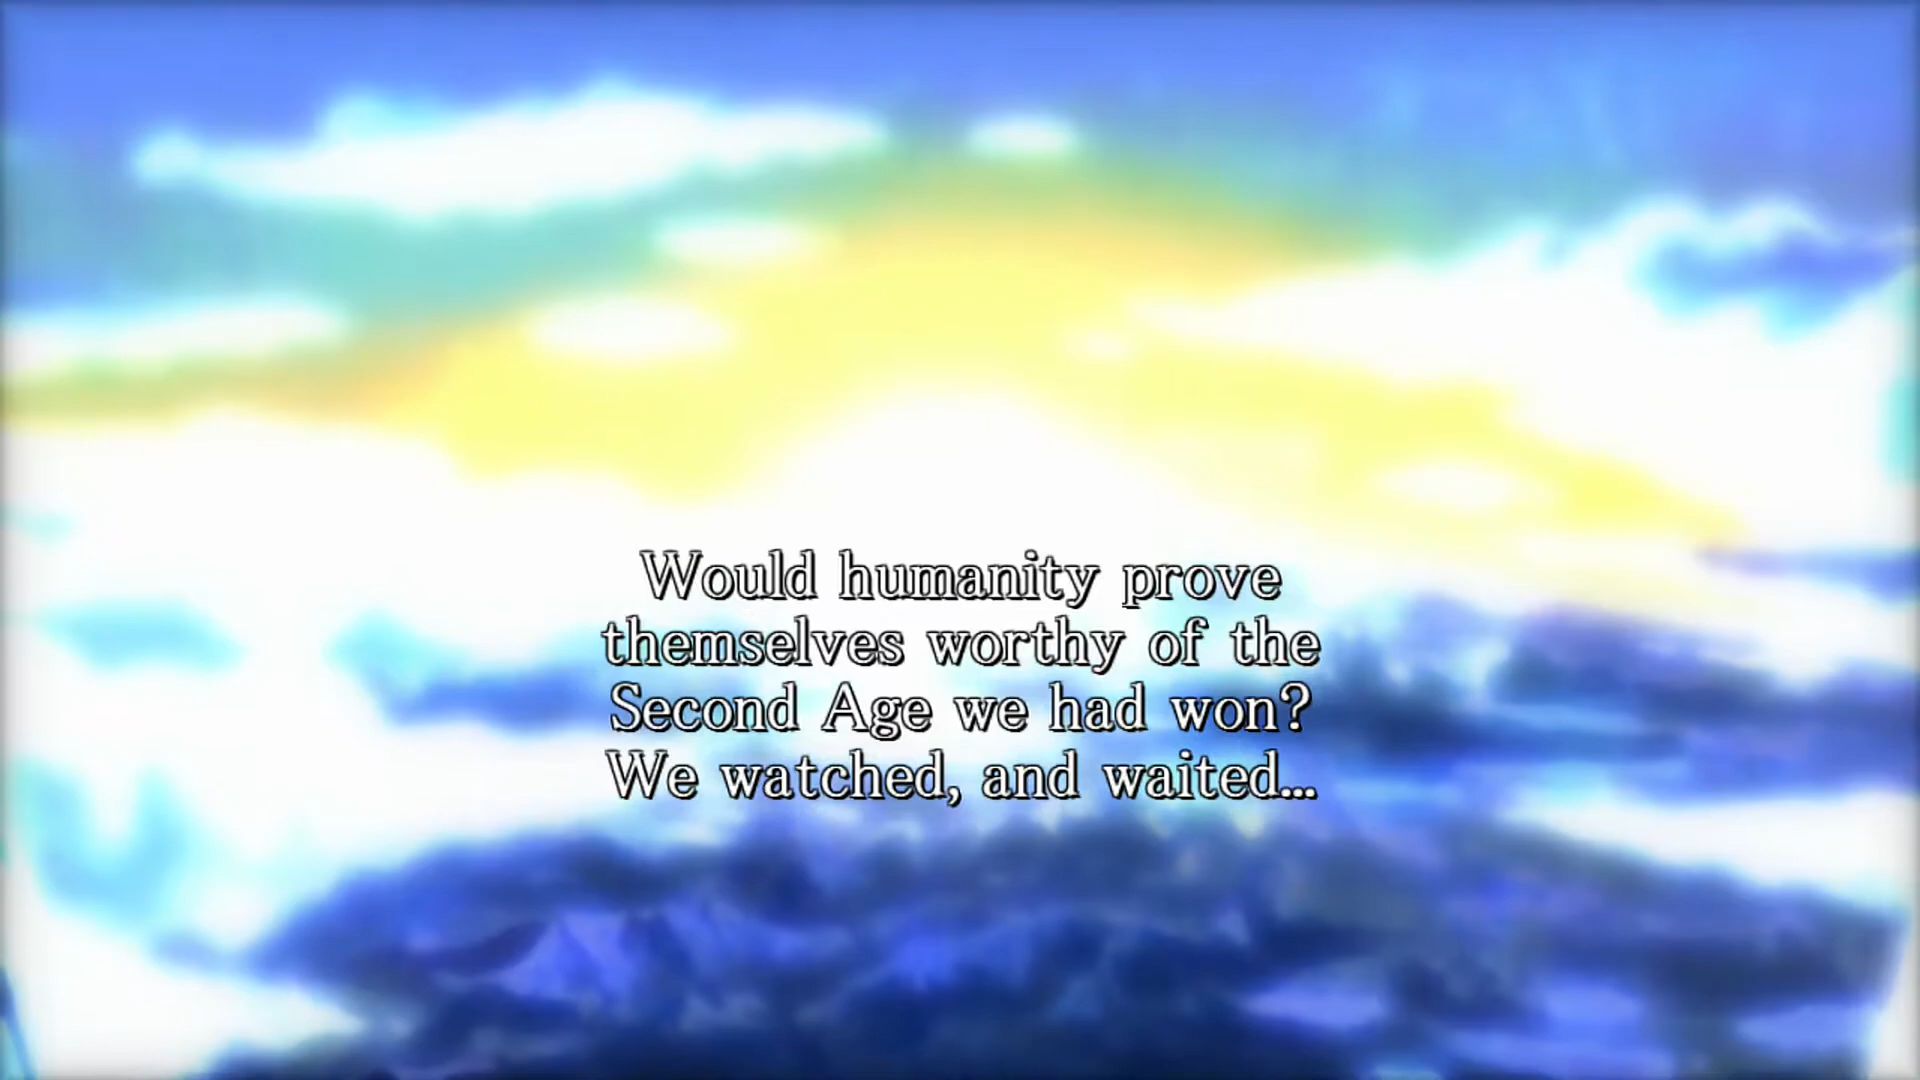 Would humanity prove
themselves worthy of the
Second Age we had won?
We watched, and waited...